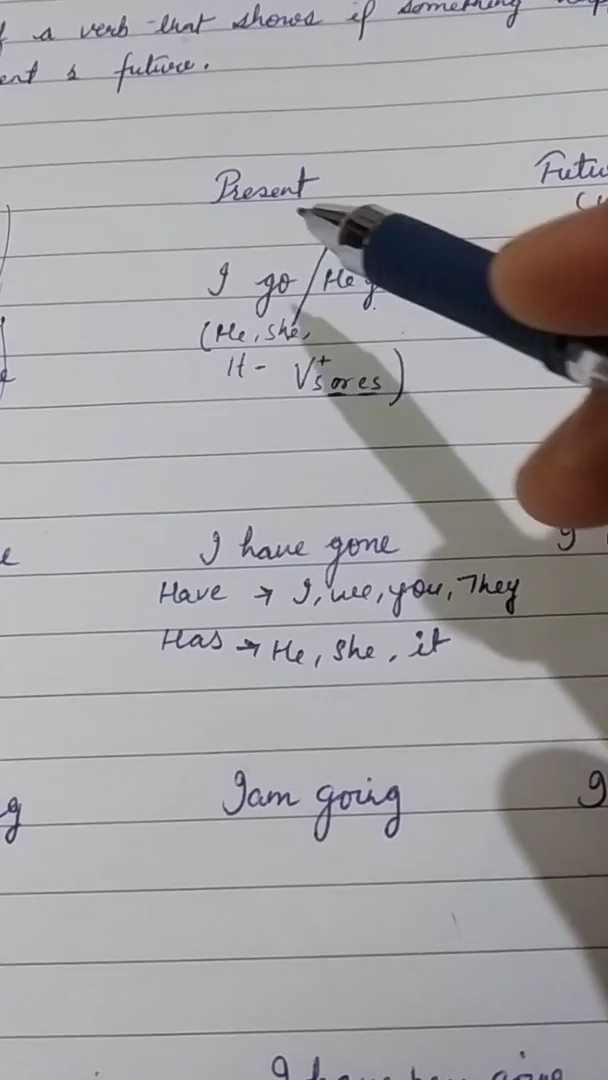 a verb that shows if something
future.
Present
I go / He
(He, she,
It - V+s or es)
I have gone
Have → I, we, you, They
Has → He, She, it
I am going